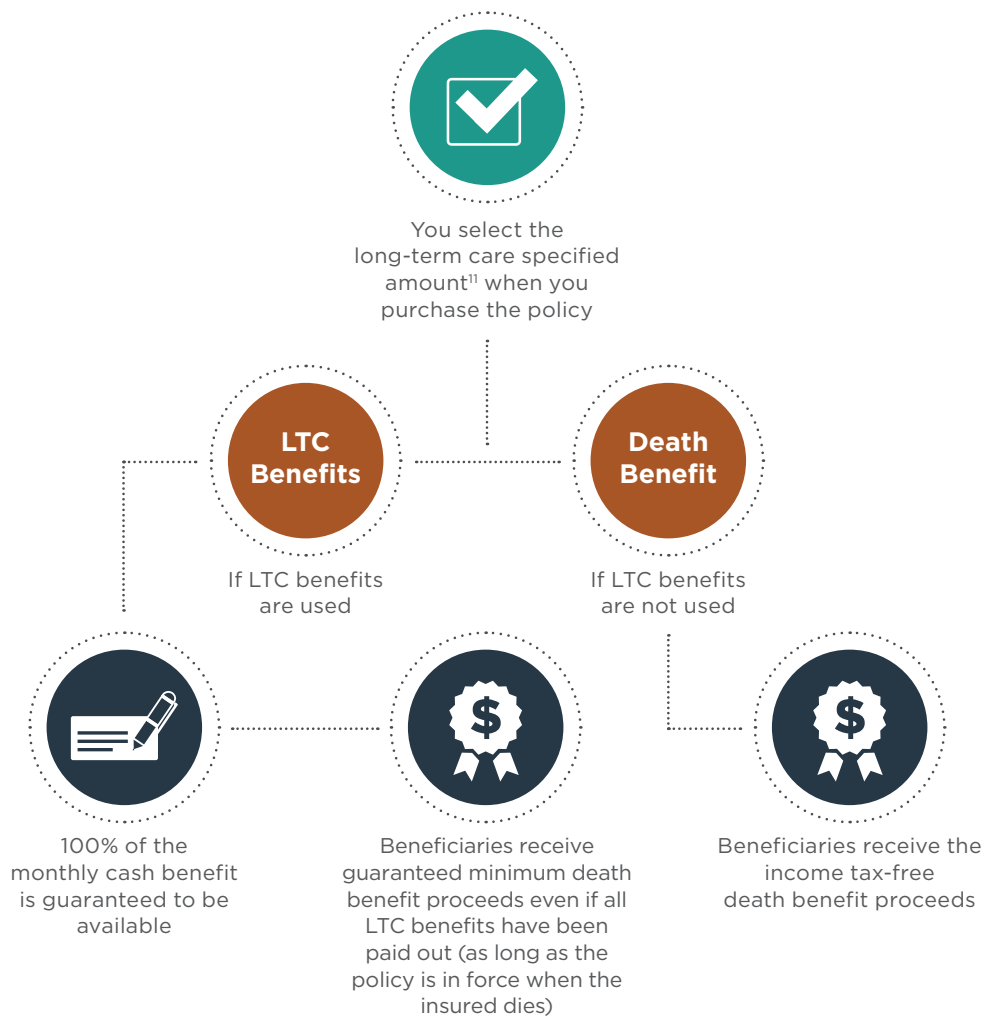 You select the
long-term care specified
amount¹¹ when you
purchase the policy
LTC
Benefits
Death
Benefit
If LTC benefits
are used
If LTC benefits
are not used
$
$
100% of the
monthly cash benefit
is guaranteed to be
available
Beneficiaries receive
guaranteed minimum death
benefit proceeds even if all
LTC benefits have been
paid out (as long as the
policy is in force when the
insured dies)
Beneficiaries receive the
income tax-free
death benefit proceeds